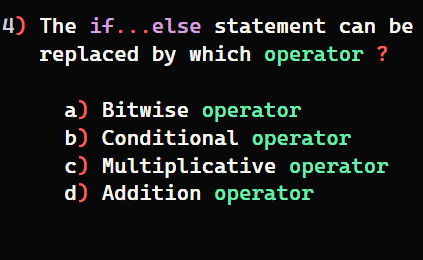 4) The if...else statement can be
replaced by which operator ?
a) Bitwise operator
b) Conditional operator
c) Multiplicative operator
d) Addition operator